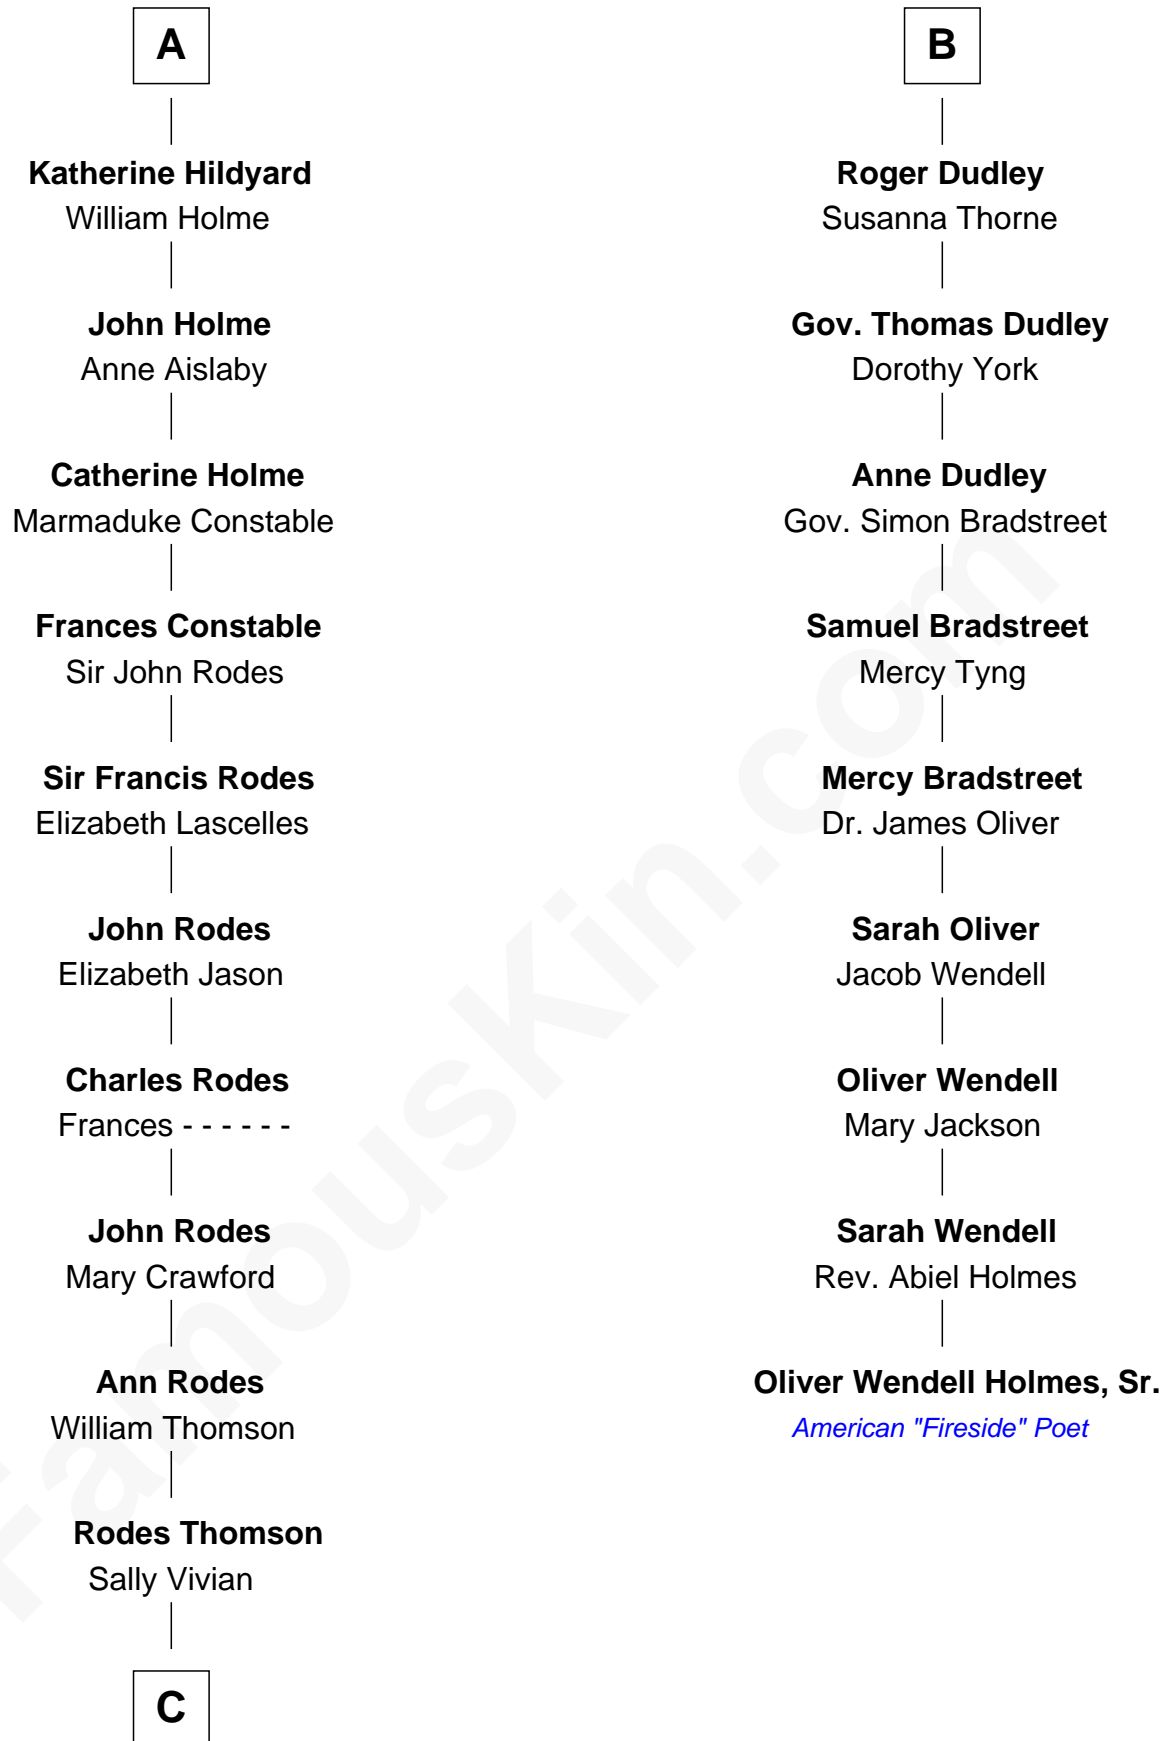 A
Katherine Hildyard
William Holme
John Holme
Anne Aislaby
Catherine Holme
Marmaduke Constable
Frances Constable
Sir John Rodes
Sir Francis Rodes
Elizabeth Lascelles
John Rodes
Elizabeth Jason
Charles Rodes
Frances - - - - - -
John Rodes
Mary Crawford
Ann Rodes
William Thomson
Rodes Thomson
Sally Vivian
C
B
Roger Dudley
Susanna Thorne
Gov. Thomas Dudley
Dorothy York
Anne Dudley
Gov. Simon Bradstreet
Samuel Bradstreet
Mercy Tyng
Mercy Bradstreet
Dr. James Oliver
Sarah Oliver
Jacob Wendell
Oliver Wendell
Mary Jackson
Sarah Wendell
Rev. Abiel Holmes
Oliver Wendell Holmes, Sr.
American "Fireside" Poet
FamousKin.com